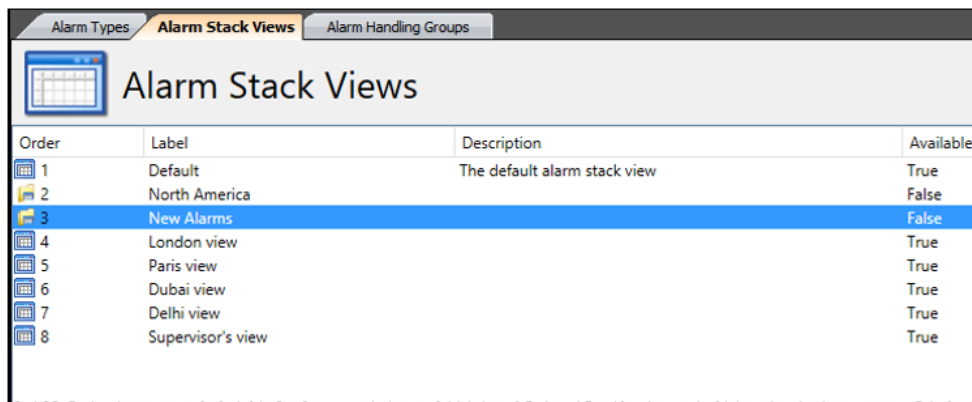 Alarm Types Alarm Stack Views Alarm Handling Groups
Alarm Stack Views
Order Label Description Available
1 Default The default alarm stack view True
2 North America False
3 New Alarms False
4 London view True
5 Paris view True
6 Dubai view True
7 Delhi view True
8 Supervisor's view True